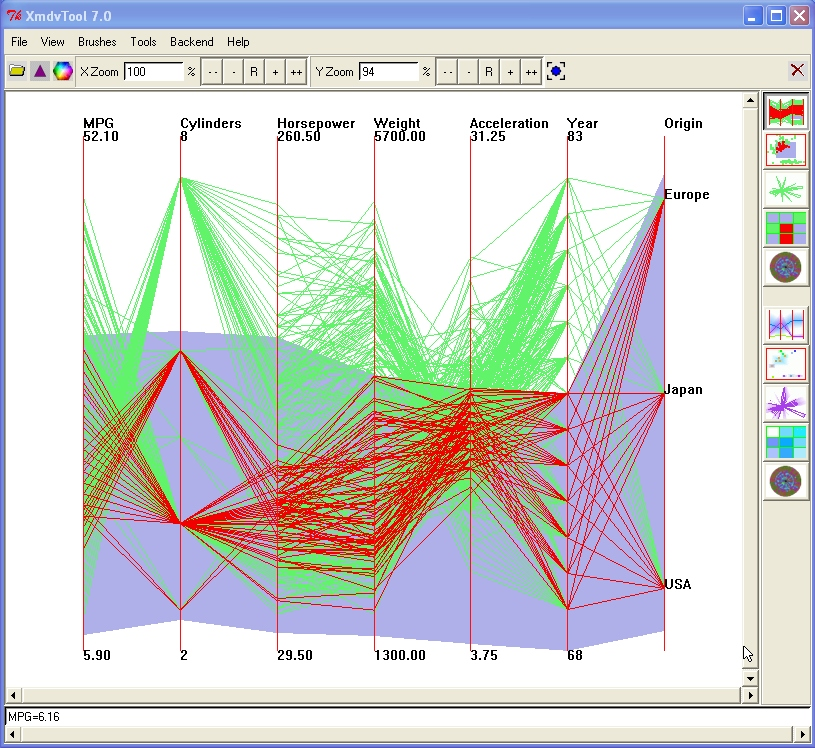 XmdvTool 7.0
File View Brushes Tools Backend Help
X Zoom 100 % -- - R + ++ Y Zoom 94 % -- - R + ++
MPG Cylinders Horsepower Weight Acceleration Year Origin
52.10 8 260.50 5700.00 31.25 83
Europe
Japan
USA
5.90 2 29.50 1300.00 3.75 68
MPG=6.16